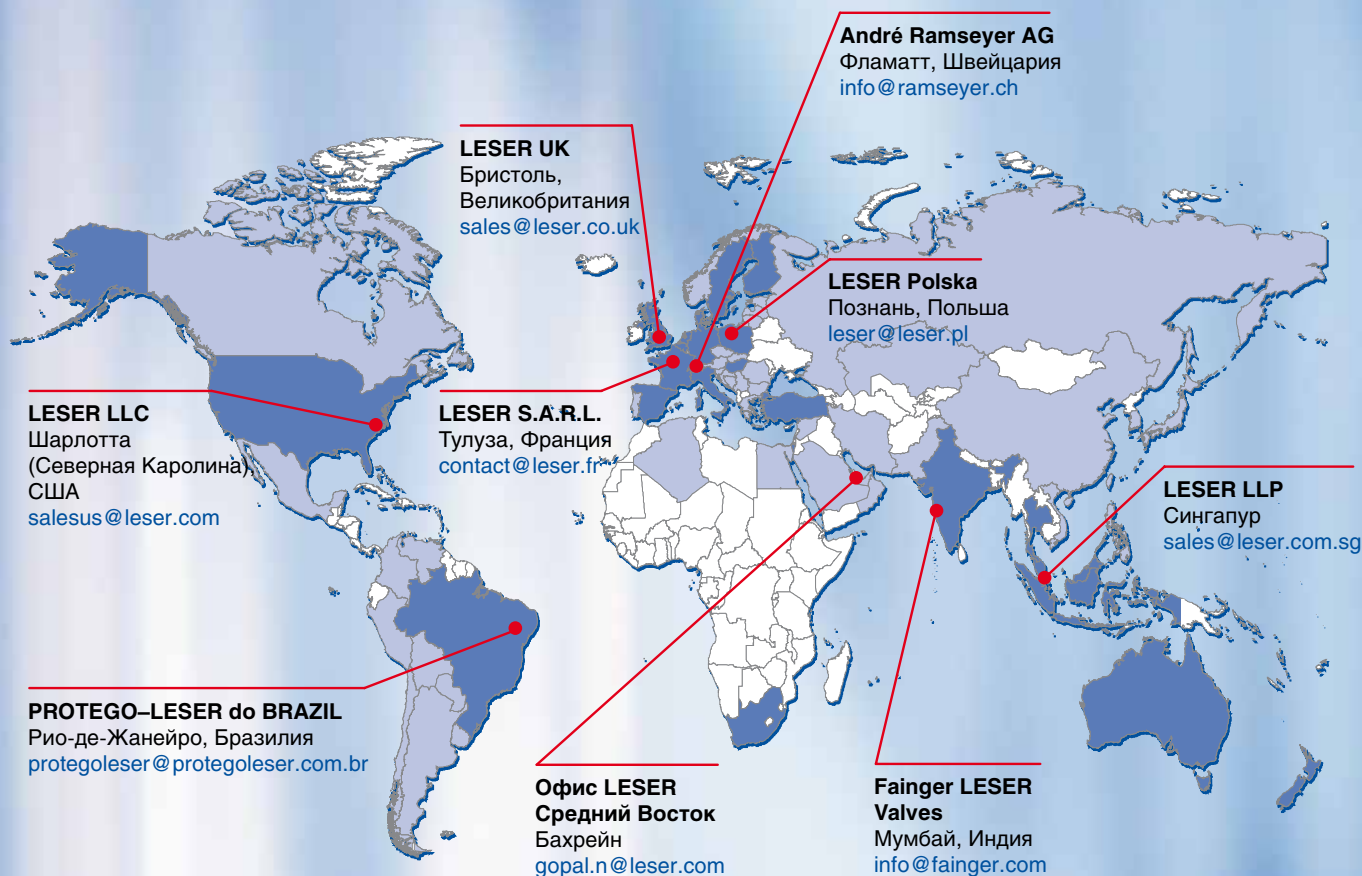 André Ramseyer AG
Фламатт, Швейцария
info@ramseyer.ch
LESER UK
Бристоль,
Великобритания
sales@leser.co.uk
LESER Polska
Познань, Польша
leser@leser.pl
LESER LLC
Шарлотта
(Северная Каролина),
США
salesus@leser.com
LESER S.A.R.L.
Тулуза, Франция
contact@leser.fr
LESER LLP
Сингапур
sales@leser.com.sg
PROTEGO–LESER do BRAZIL
Рио-де-Жанейро, Бразилия
protegoleser@protegoleser.com.br
Офис LESER
Средний Восток
Бахрейн
gopal.n@leser.com
Fainger LESER
Valves
Мумбай, Индия
info@fainger.com